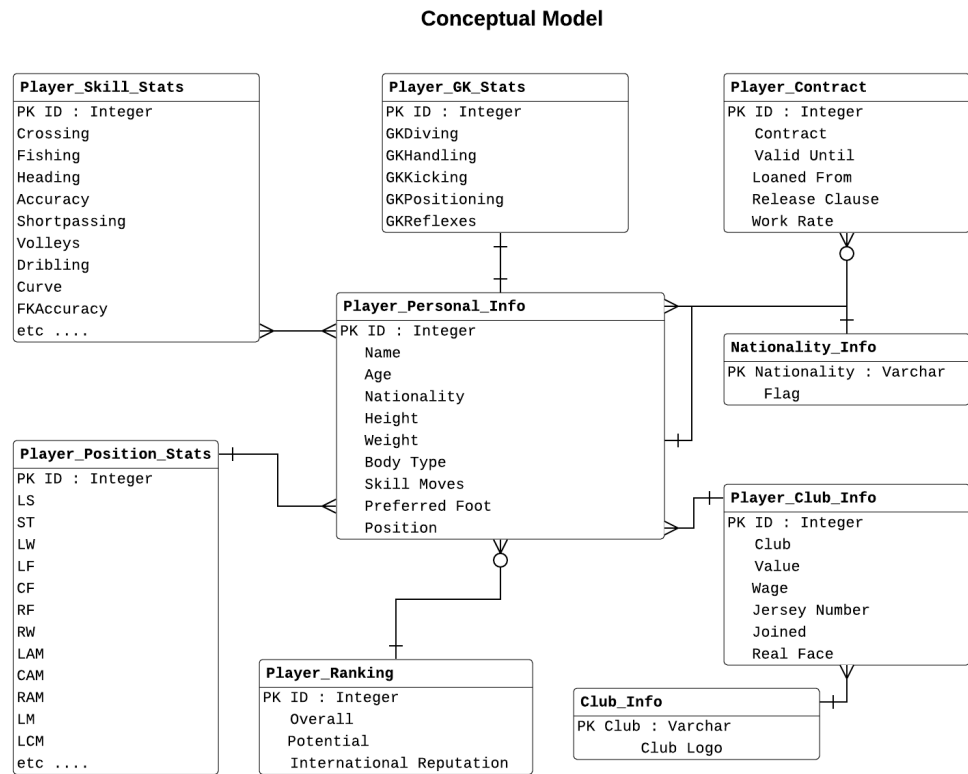 Conceptual Model
Player_Skill_Stats
PK ID : Integer
Crossing
Fishing
Heading
Accuracy
Shortpassing
Volleys
Dribling
Curve
FKAccuracy
etc ....
Player_GK_Stats
PK ID : Integer
GKDiving
GKHandling
GKKicking
GKPositioning
GKReflexes
Player_Contract
PK ID : Integer
Contract
Valid Until
Loaned From
Release Clause
Work Rate
Player_Personal_Info
PK ID : Integer
Name
Age
Nationality
Height
Weight
Body Type
Skill Moves
Preferred Foot
Position
Nationality_Info
PK Nationality : Varchar
Flag
Player_Position_Stats
PK ID : Integer
LS
ST
LW
LF
CF
RF
RW
LAM
CAM
RAM
LM
LCM
etc ....
Player_Club_Info
PK ID : Integer
Club
Value
Wage
Jersey Number
Joined
Real Face
Player_Ranking
PK ID : Integer
Overall
Potential
International Reputation
Club_Info
PK Club : Varchar
Club Logo